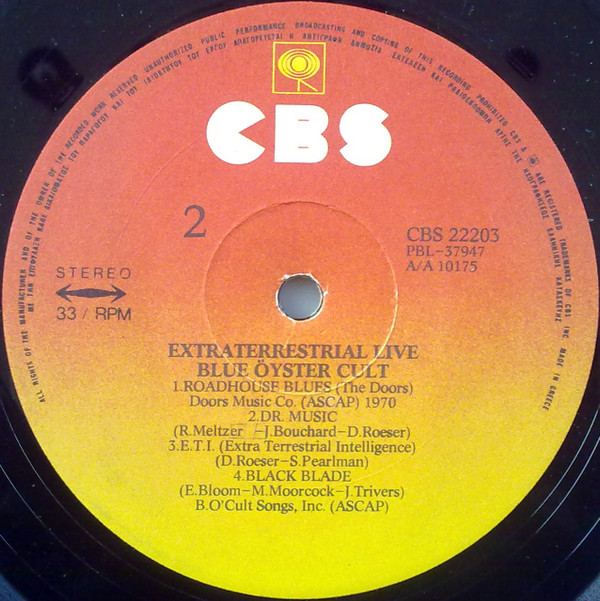 ALL RIGHTS OF THE MANUFACTURER AND OF THE OWNER OF THE RECORDED WORK RESERVED UNAUTHORIZED PUBLIC PERFORMANCE BROADCASTING AND COPYING OF THIS RECORDING PROHIBITED CBS & ARE REGISTERED TRADEMARKS OF CBS INC. MADE IN GREECE
CBS
2
CBS 22203
PBL-37947
A/A 10175
STEREO
33 / RPM
EXTRATERRESTRIAL LIVE
BLUE ÖYSTER CULT
1.ROADHOUSE BLUES (The Doors)
Doors Music Co. (ASCAP) 1970
2.DR. MUSIC
(R.Meltzer -J.Bouchard-D.Roeser)
3.E.T.I. (Extra Terrestrial Intelligence)
(D.Roeser-S.Pearlman)
4.BLACK BLADE
(E.Bloom-M.Moorcock-J.Trivers)
B.O'Cult Songs, Inc. (ASCAP)